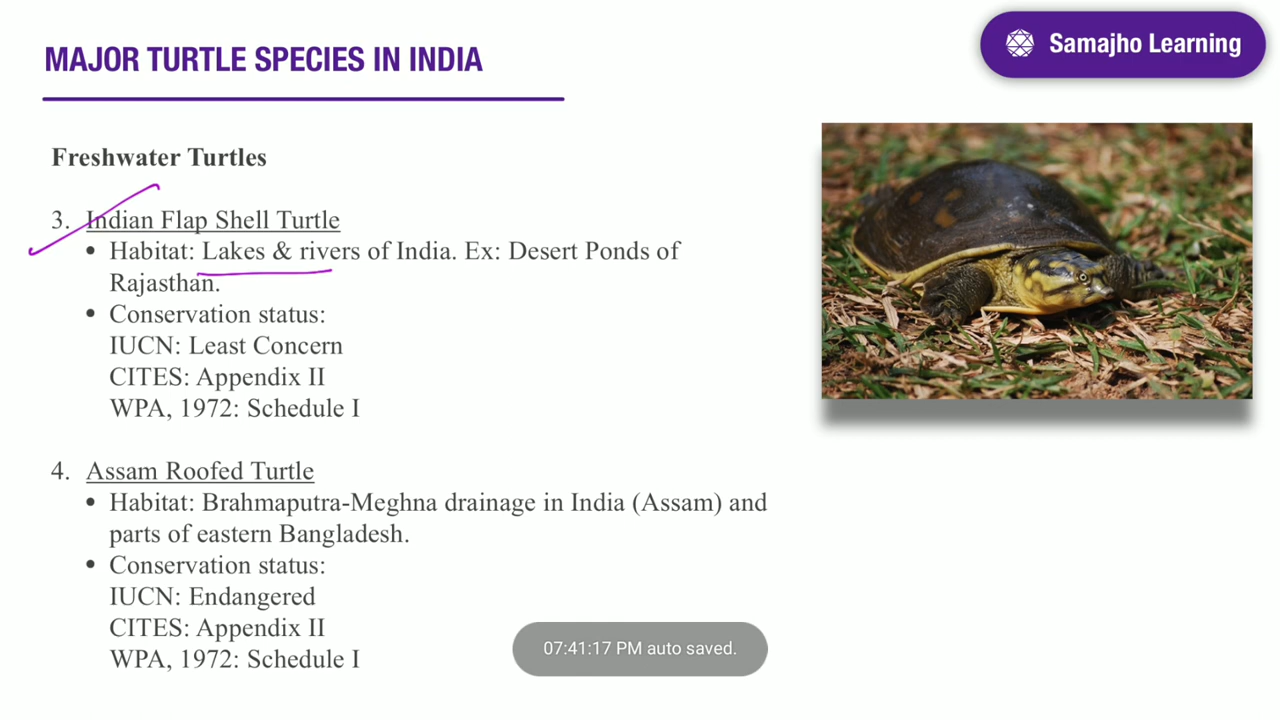 MAJOR TURTLE SPECIES IN INDIA
Samajho Learning
Freshwater Turtles
3. Indian Flap Shell Turtle
• Habitat: Lakes & rivers of India. Ex: Desert Ponds of
Rajasthan.
• Conservation status:
IUCN: Least Concern
CITES: Appendix II
WPA, 1972: Schedule I
4. Assam Roofed Turtle
• Habitat: Brahmaputra-Meghna drainage in India (Assam) and
parts of eastern Bangladesh.
• Conservation status:
IUCN: Endangered
CITES: Appendix II
WPA, 1972: Schedule I
07:41:17 PM auto saved.